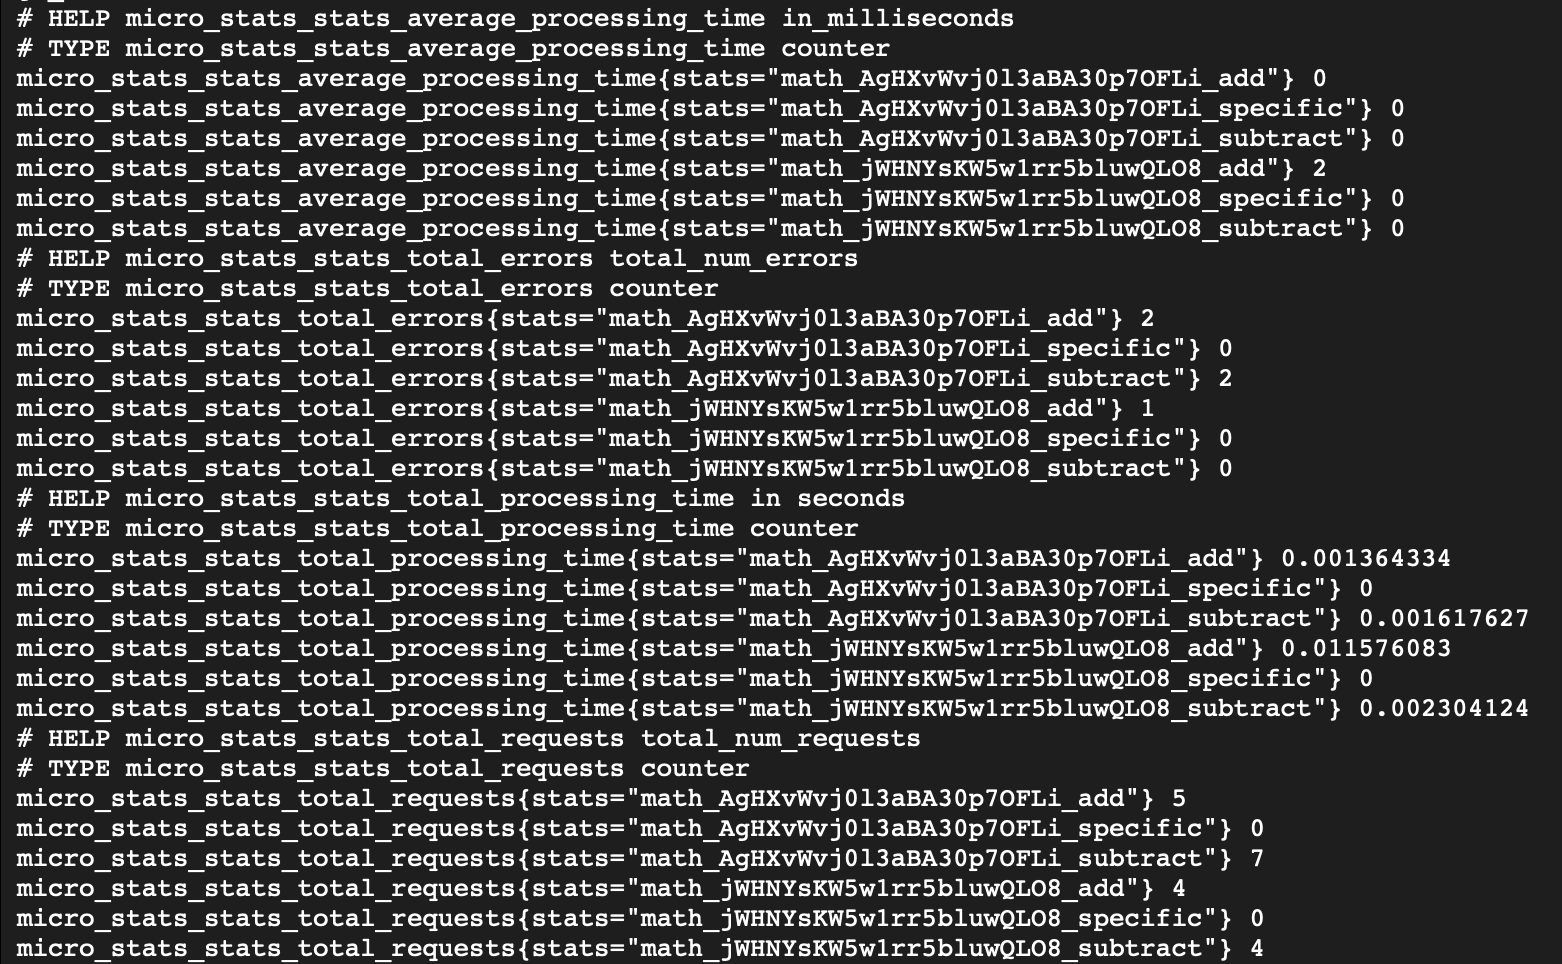 # HELP micro_stats_stats_average_processing_time in_milliseconds
# TYPE micro_stats_stats_average_processing_time counter
micro_stats_stats_average_processing_time{stats="math_AgHXvWvj0l3aBA30p7OFLi_add"} 0
micro_stats_stats_average_processing_time{stats="math_AgHXvWvj0l3aBA30p7OFLi_specific"} 0
micro_stats_stats_average_processing_time{stats="math_AgHXvWvj0l3aBA30p7OFLi_subtract"} 0
micro_stats_stats_average_processing_time{stats="math_jWHNYsKW5w1rr5bluwQLO8_add"} 2
micro_stats_stats_average_processing_time{stats="math_jWHNYsKW5w1rr5bluwQLO8_specific"} 0
micro_stats_stats_average_processing_time{stats="math_jWHNYsKW5w1rr5bluwQLO8_subtract"} 0
# HELP micro_stats_stats_total_errors total_num_errors
# TYPE micro_stats_stats_total_errors counter
micro_stats_stats_total_errors{stats="math_AgHXvWvj0l3aBA30p7OFLi_add"} 2
micro_stats_stats_total_errors{stats="math_AgHXvWvj0l3aBA30p7OFLi_specific"} 0
micro_stats_stats_total_errors{stats="math_AgHXvWvj0l3aBA30p7OFLi_subtract"} 2
micro_stats_stats_total_errors{stats="math_jWHNYsKW5w1rr5bluwQLO8_add"} 1
micro_stats_stats_total_errors{stats="math_jWHNYsKW5w1rr5bluwQLO8_specific"} 0
micro_stats_stats_total_errors{stats="math_jWHNYsKW5w1rr5bluwQLO8_subtract"} 0
# HELP micro_stats_stats_total_processing_time in seconds
# TYPE micro_stats_stats_total_processing_time counter
micro_stats_stats_total_processing_time{stats="math_AgHXvWvj0l3aBA30p7OFLi_add"} 0.001364334
micro_stats_stats_total_processing_time{stats="math_AgHXvWvj0l3aBA30p7OFLi_specific"} 0
micro_stats_stats_total_processing_time{stats="math_AgHXvWvj0l3aBA30p7OFLi_subtract"} 0.001617627
micro_stats_stats_total_processing_time{stats="math_jWHNYsKW5w1rr5bluwQLO8_add"} 0.011576083
micro_stats_stats_total_processing_time{stats="math_jWHNYsKW5w1rr5bluwQLO8_specific"} 0
micro_stats_stats_total_processing_time{stats="math_jWHNYsKW5w1rr5bluwQLO8_subtract"} 0.002304124
# HELP micro_stats_stats_total_requests total_num_requests
# TYPE micro_stats_stats_total_requests counter
micro_stats_stats_total_requests{stats="math_AgHXvWvj0l3aBA30p7OFLi_add"} 5
micro_stats_stats_total_requests{stats="math_AgHXvWvj0l3aBA30p7OFLi_specific"} 0
micro_stats_stats_total_requests{stats="math_AgHXvWvj0l3aBA30p7OFLi_subtract"} 7
micro_stats_stats_total_requests{stats="math_jWHNYsKW5w1rr5bluwQLO8_add"} 4
micro_stats_stats_total_requests{stats="math_jWHNYsKW5w1rr5bluwQLO8_specific"} 0
micro_stats_stats_total_requests{stats="math_jWHNYsKW5w1rr5bluwQLO8_subtract"} 4